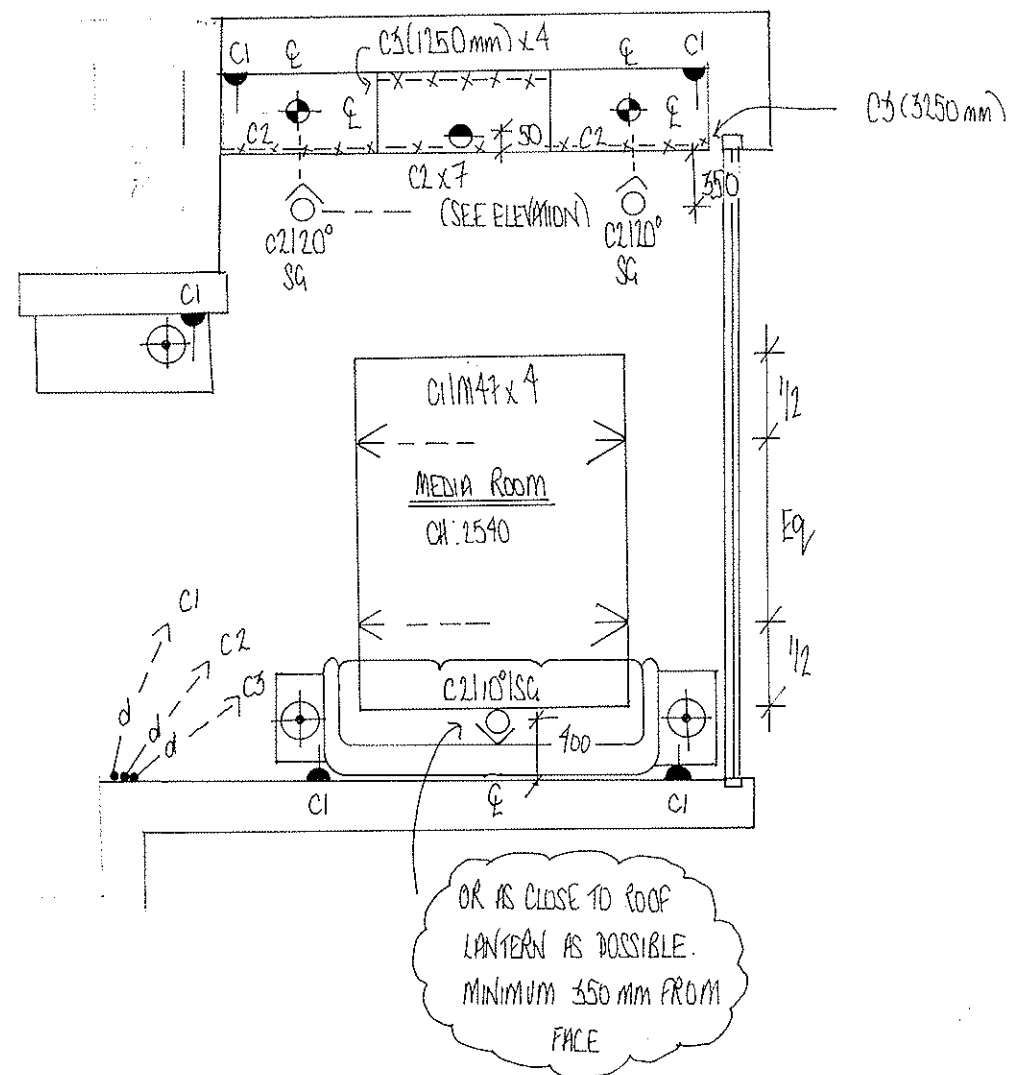 C3(1250mm) x 4
C1
℄
℄
C1
C3 (3250 mm)
℄
℄
C2
50
C2
C2 x 7
350
(SEE ELEVATION)
C2|20°
SG
C2|20°
SG
C1
C1|M47 x 4
1/2
MEDIA ROOM
CH: 2540
Eq
C1
C2
C3
d
d
d
1/2
C2|10°|SG
400
C1
℄
C1
OR AS CLOSE TO ROOF
LANTERN AS POSSIBLE.
MINIMUM 350 mm FROM
FACE